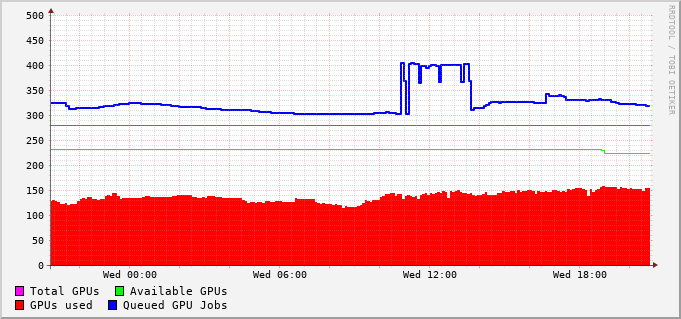 RRDTOOL / TOBI OETIKER
500
450
400
350
300
250
200
150
100
50
0
Wed 00:00 Wed 06:00 Wed 12:00 Wed 18:00
Total GPUs Available GPUs
GPUs used Queued GPU Jobs